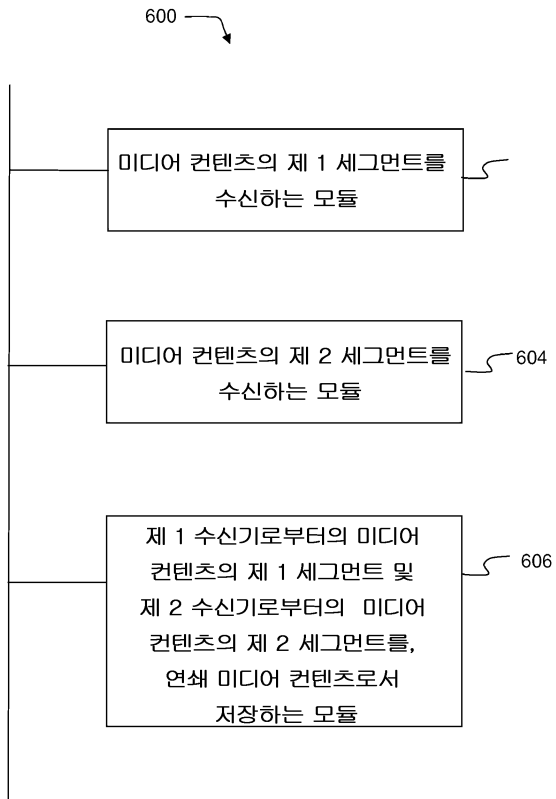 600
미디어 컨텐츠의 제 1 세그먼트를
수신하는 모듈
미디어 컨텐츠의 제 2 세그먼트를
수신하는 모듈
604
제 1 수신기로부터의 미디어
컨텐츠의 제 1 세그먼트 및
제 2 수신기로부터의 미디어
컨텐츠의 제 2 세그먼트를,
연쇄 미디어 컨텐츠로서
저장하는 모듈
606